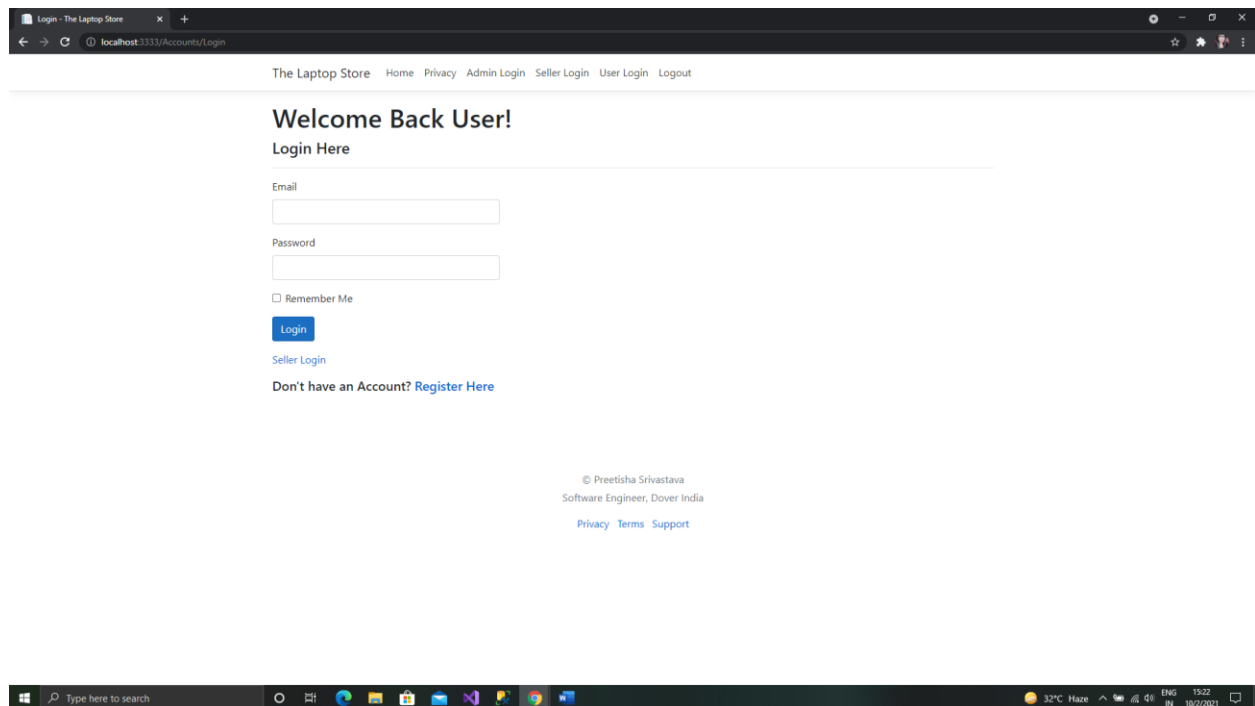 Login - The Laptop Store
localhost:3333/Accounts/Login
The Laptop Store Home Privacy Admin Login Seller Login User Login Logout
Welcome Back User!
Login Here
Email
Password
Remember Me
Login
Seller Login
Don't have an Account? Register Here
© Preetisha Srivastava
Software Engineer, Dover India
Privacy Terms Support
Type here to search
32°C Haze
ENG
IN
15:22
10/2/2021